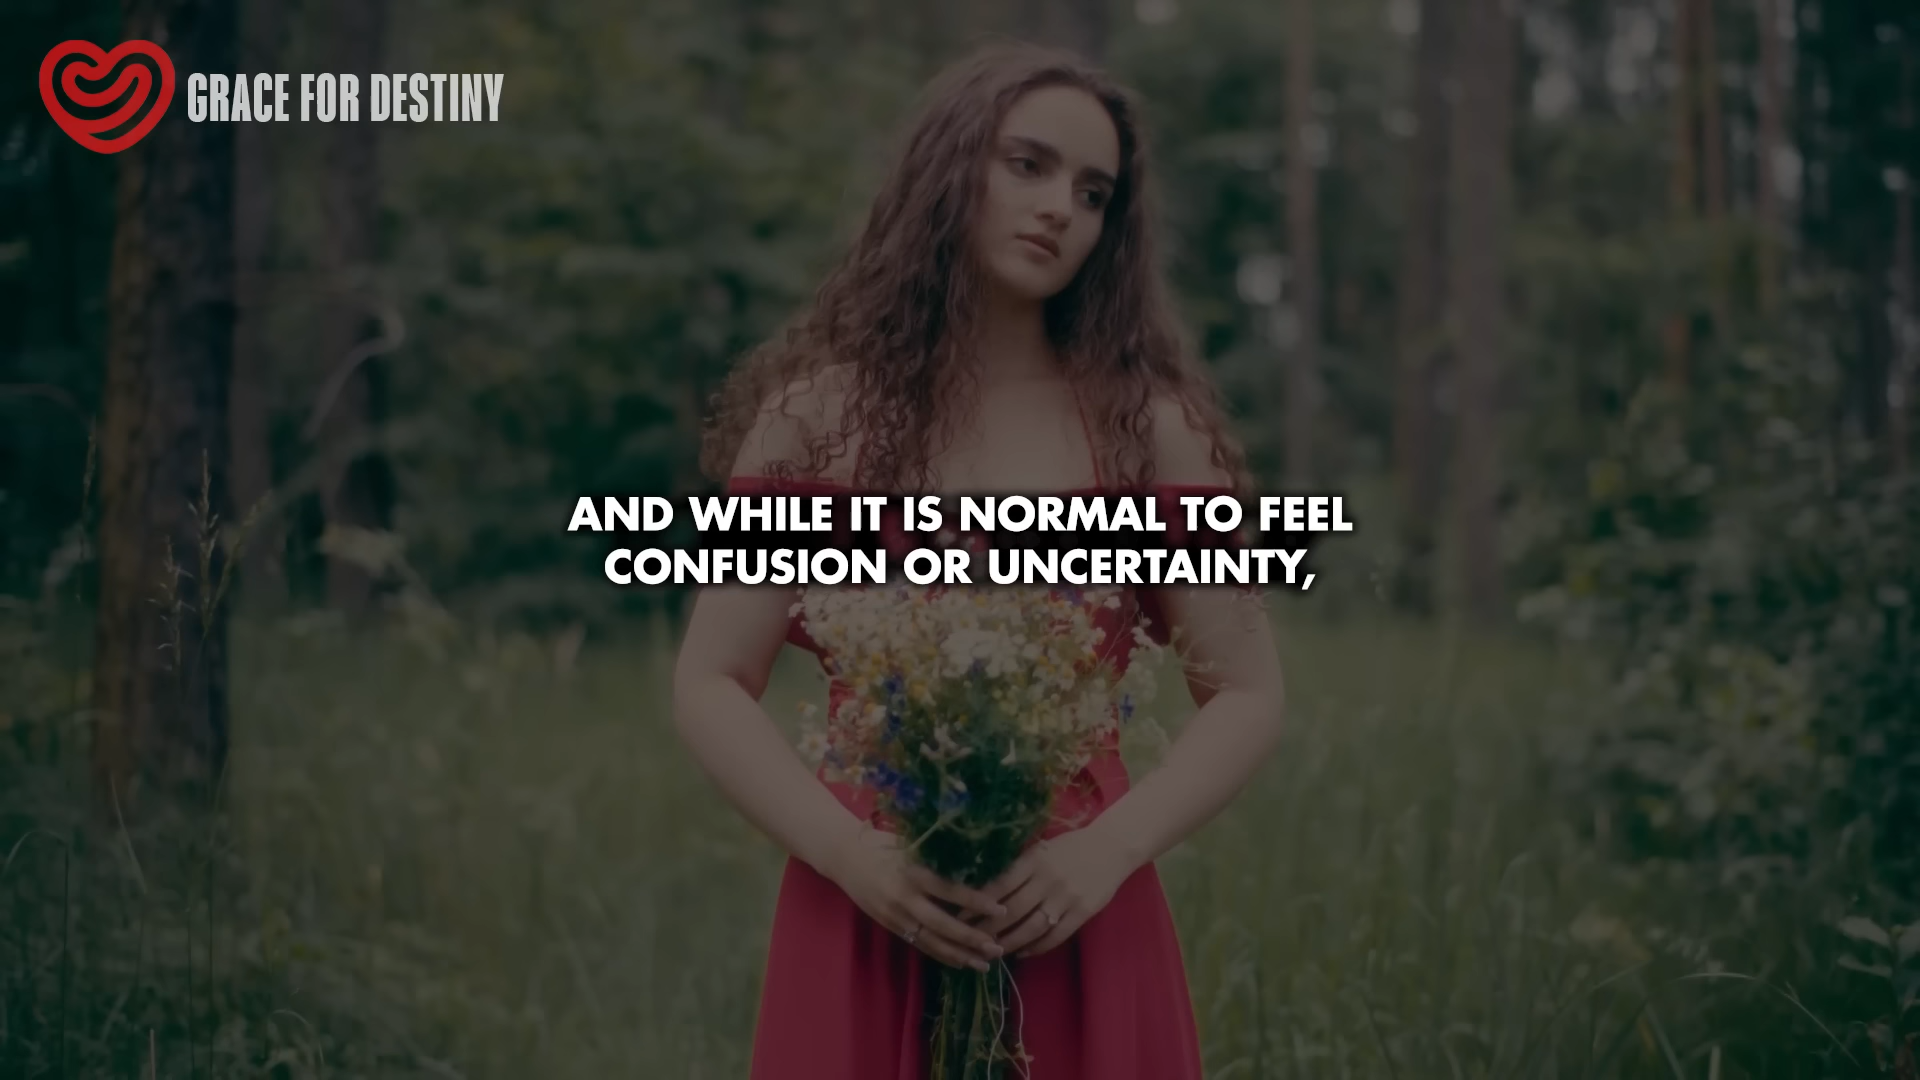 GRACE FOR DESTINY
AND WHILE IT IS NORMAL TO FEEL
CONFUSION OR UNCERTAINTY,